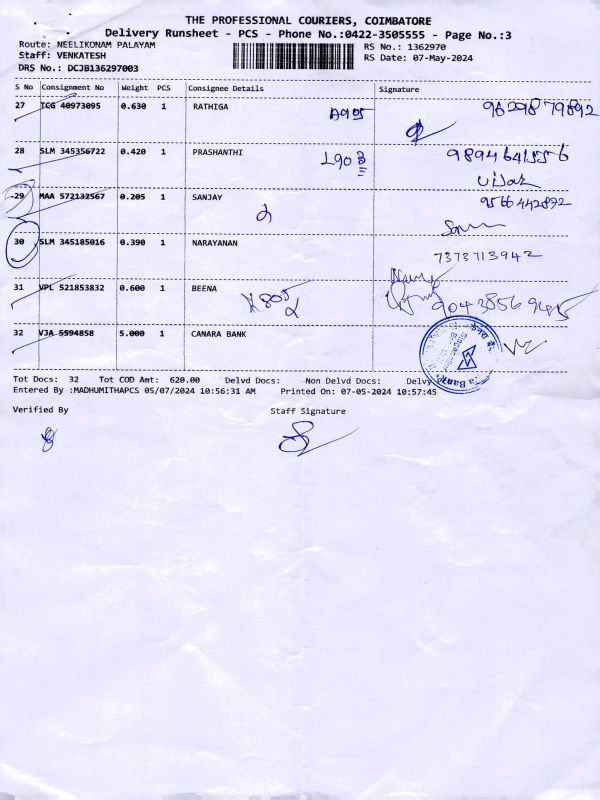 THE PROFESSIONAL COURIERS, COIMBATORE
Delivery Runsheet - PCS - Phone No.:0422-3505555 - Page No.:3
Route: NEELIKONAM PALAYAM
RS No.: 1362970
Staff: VENKATESH
RS Date: 07-May-2024
DRS No.: DCJB136297003
S No Consignment No Weight PCS Consignee Details Signature
27 TCG 40973095 0.630 1 RATHIGA A905 9629879892
28 SLM 345356722 0.420 1 PRASHANTHI L903 9894641556
29 MAA 572132567 0.205 1 SANJAY 9566442892
30 SLM 345185016 0.390 1 NARAYANAN 7373713942
31 VPL 521853832 0.600 1 BEENA
32 VJA 5594858 5.000 1 CANARA BANK
Tot Docs: 32 Tot COD Amt: 620.00 Delvd Docs: Non Delvd Docs: Delvy
Entered By :MADHUMITHAPCS 05/07/2024 10:56:31 AM Printed On: 07-05-2024 10:57:45
Verified By Staff Signature